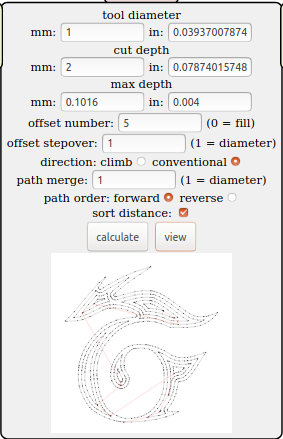 tool diameter
mm: 1 in: 0.03937007874
cut depth
mm: 2 in: 0.07874015748
max depth
mm: 0.1016 in: 0.004
offset number: 5 (0 = fill)
offset stepover: 1 (1 = diameter)
direction: climb conventional
path merge: 1 (1 = diameter)
path order: forward reverse
sort distance:
calculate view